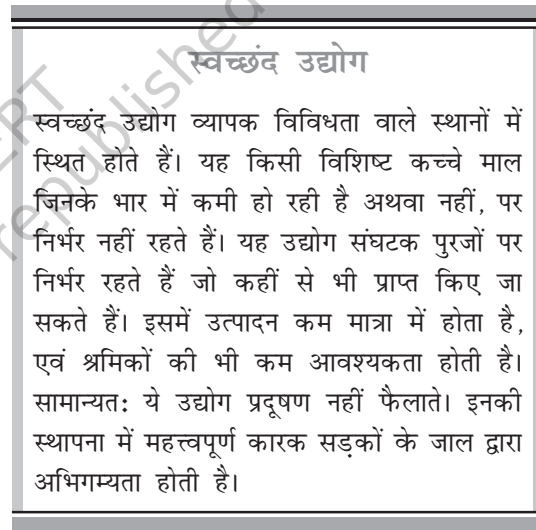 स्वच्छंद उद्योग
स्वच्छंद उद्योग व्यापक विविधता वाले स्थानों में
स्थित होते हैं। यह किसी विशिष्ट कच्चे माल
जिनके भार में कमी हो रही है अथवा नहीं, पर
निर्भर नहीं रहते हैं। यह उद्योग संघटक पुरजों पर
निर्भर रहते हैं जो कहीं से भी प्राप्त किए जा
सकते हैं। इसमें उत्पादन कम मात्रा में होता है,
एवं श्रमिकों की भी कम आवश्यकता होती है।
सामान्यत: ये उद्योग प्रदूषण नहीं फैलाते। इनकी
स्थापना में महत्त्वपूर्ण कारक सड़कों के जाल द्वारा
अभिगम्यता होती है।
republished